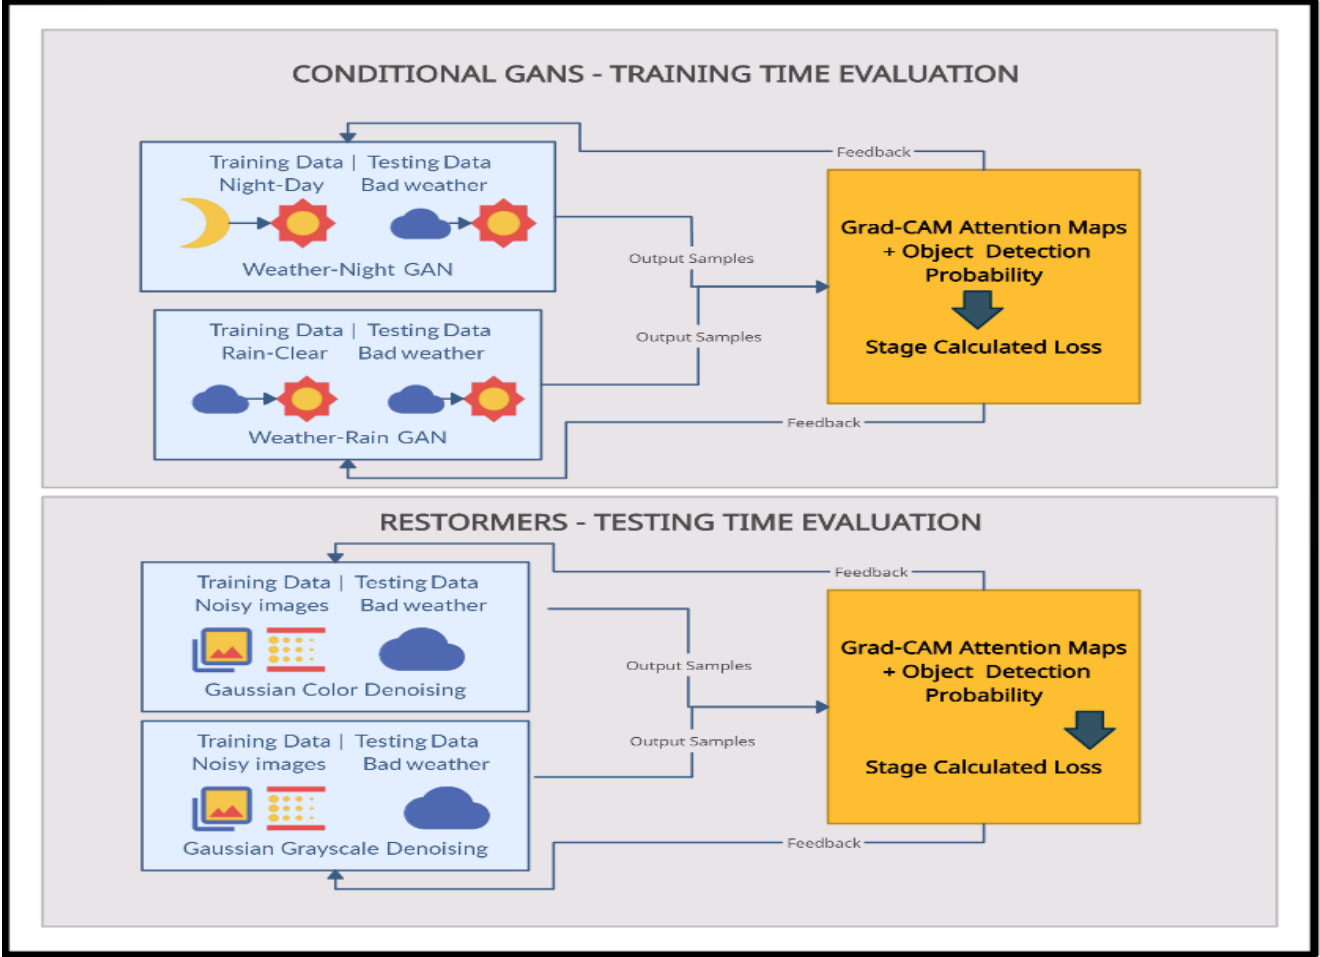 CONDITIONAL GANS - TRAINING TIME EVALUATION
Feedback
Training Data | Testing Data
Night-Day Bad weather
Weather-Night GAN
Output Samples
Grad-CAM Attention Maps
+ Object Detection
Probability
Stage Calculated Loss
Output Samples
Training Data | Testing Data
Rain-Clear Bad weather
Weather-Rain GAN
Feedback
RESTORMERS - TESTING TIME EVALUATION
Feedback
Training Data | Testing Data
Noisy images Bad weather
Gaussian Color Denoising
Output Samples
Grad-CAM Attention Maps
+ Object Detection
Probability
Stage Calculated Loss
Output Samples
Training Data | Testing Data
Noisy images Bad weather
Gaussian Grayscale Denoising
Feedback